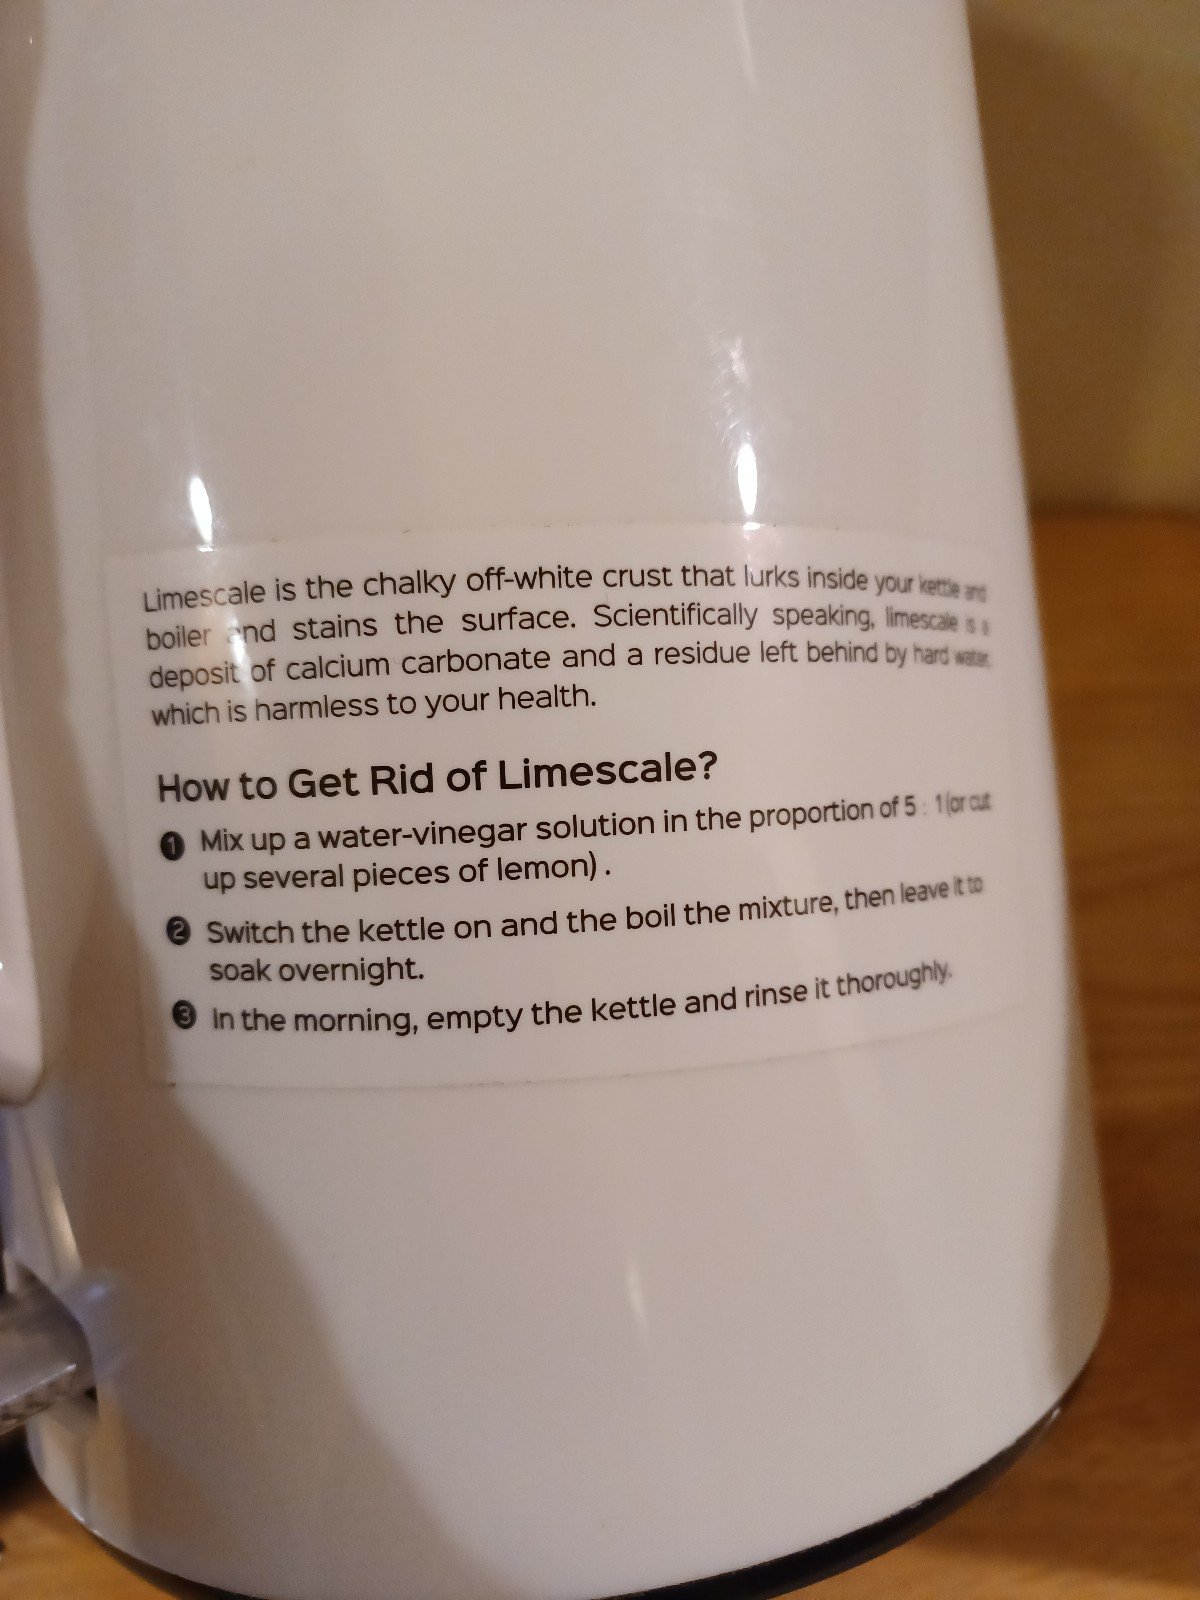 Limescale is the chalky off-white crust that lurks inside your kettle and
boiler and stains the surface. Scientifically speaking, limescale is a
deposit of calcium carbonate and a residue left behind by hard water,
which is harmless to your health.
How to Get Rid of Limescale?
1 Mix up a water-vinegar solution in the proportion of 5 : 1 (or cut
up several pieces of lemon) .
2 Switch the kettle on and the boil the mixture, then leave it to
soak overnight.
3 In the morning, empty the kettle and rinse it thoroughly.